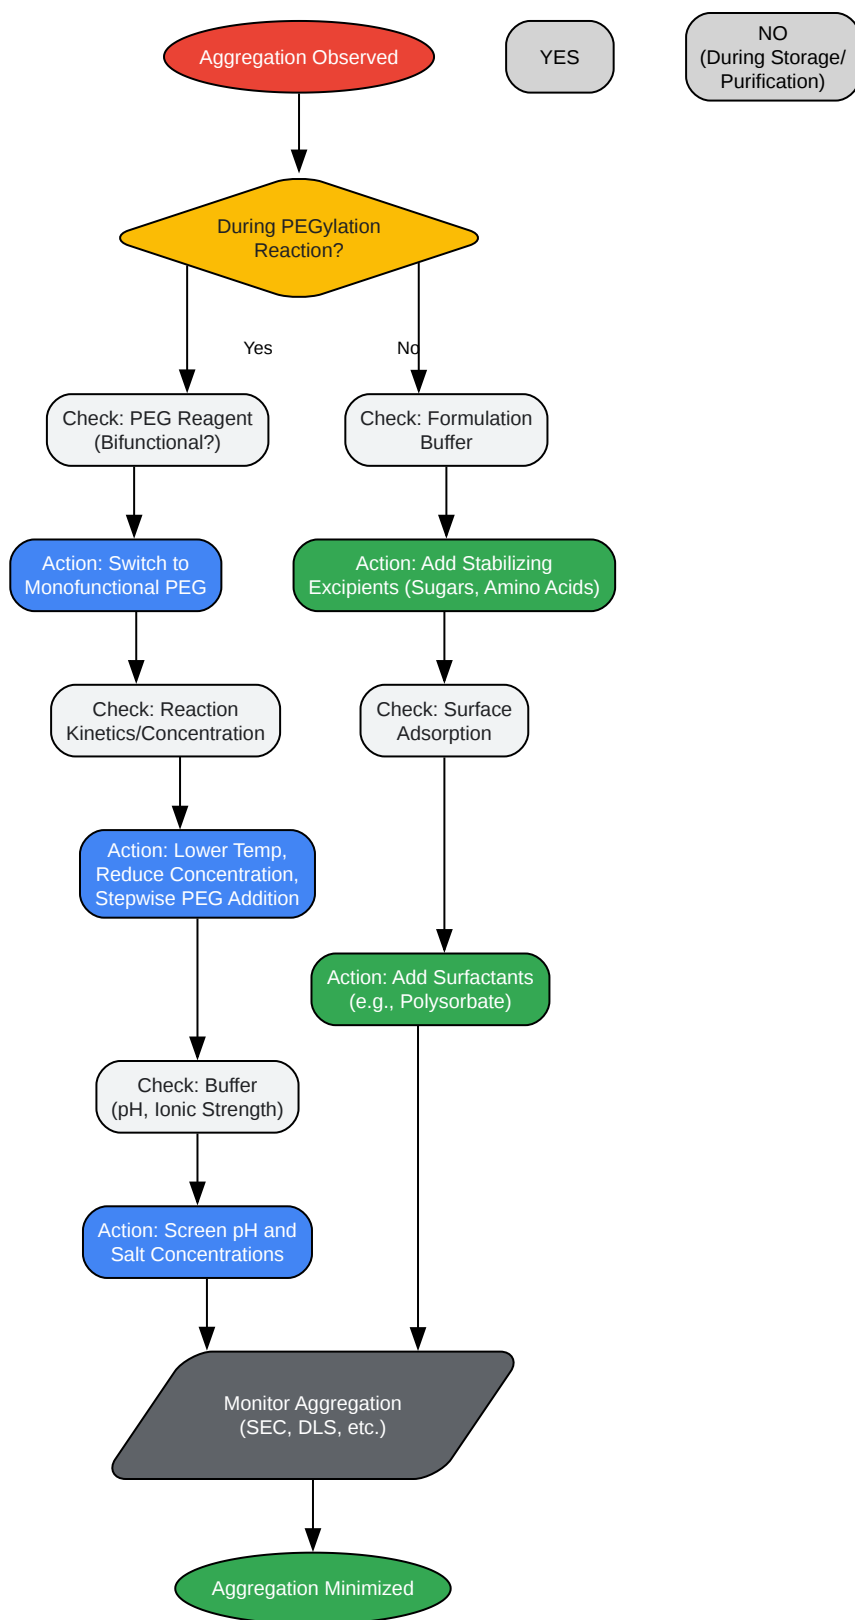 Aggregation Observed
YES
NO
(During Storage/
Purification)
During PEGylation
Reaction?
Yes
No
Check: PEG Reagent
(Bifunctional?)
Check: Formulation
Buffer
Action: Switch to
Monofunctional PEG
Action: Add Stabilizing
Excipients (Sugars, Amino Acids)
Check: Reaction
Kinetics/Concentration
Check: Surface
Adsorption
Action: Lower Temp,
Reduce Concentration,
Stepwise PEG Addition
Action: Add Surfactants
(e.g., Polysorbate)
Check: Buffer
(pH, Ionic Strength)
Action: Screen pH and
Salt Concentrations
Monitor Aggregation
(SEC, DLS, etc.)
Aggregation Minimized